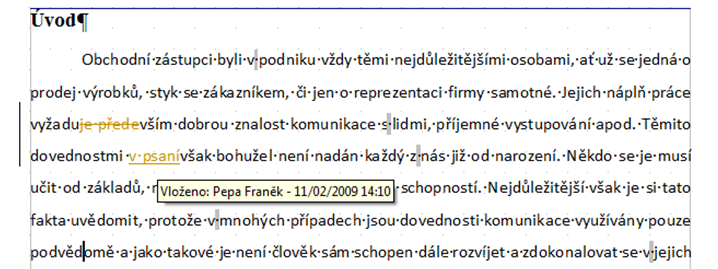 Úvod¶
Obchodní zástupci byli v podniku vždy těmi nejdůležitějšími osobami, ať už se jedná o
prodej výrobků, styk se zákazníkem, či jen o reprezentaci firmy samotné. Jejich náplň práce
vyžaduje především dobrou znalost komunikace s lidmi, příjemné vystupování apod. Těmito
dovednostmi v psaní však bohužel není nadán každý z nás již od narození. Někdo se je musí
učit od základů, schopností. Nejdůležitější však je si tato
Vloženo: Pepa Franěk - 11/02/2009 14:10
fakta uvědomit, protože v mnohých případech jsou dovednosti komunikace využívány pouze
podvědomě a jako takové je není člověk sám schopen dále rozvíjet a zdokonalovat se v jejich